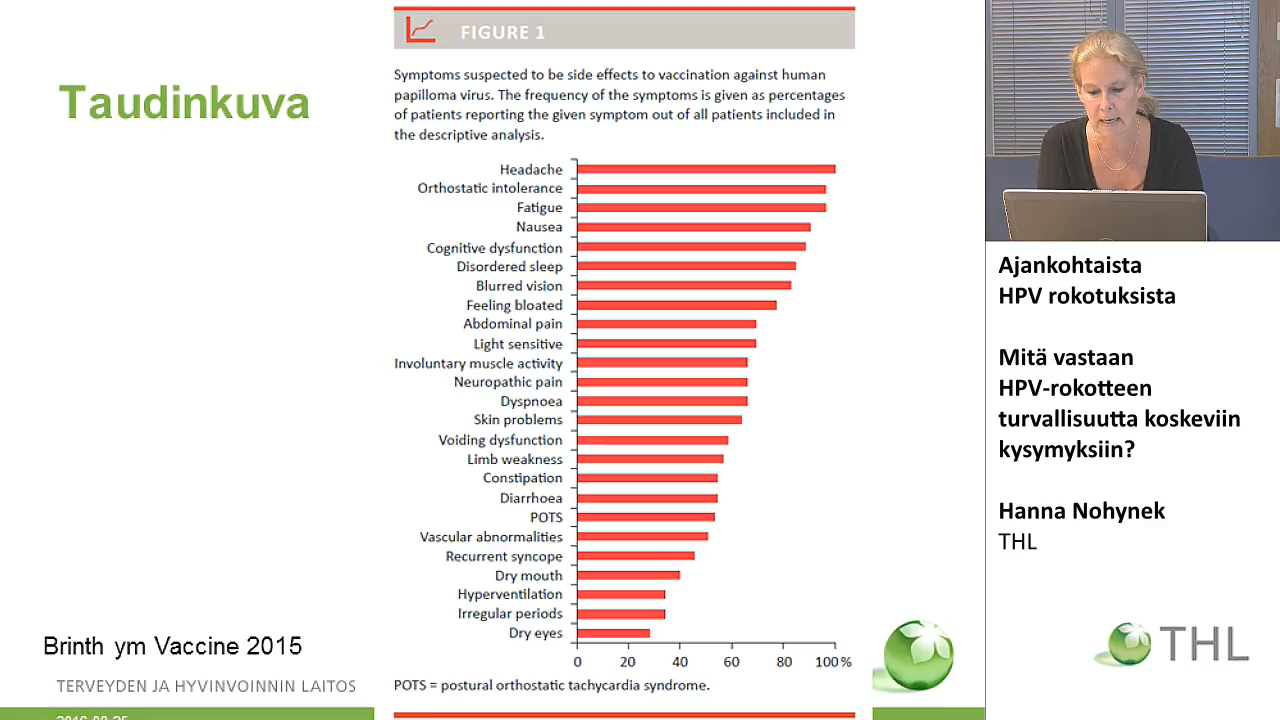 Taudinkuva
FIGURE 1
Symptoms suspected to be side effects to vaccination against human
papilloma virus. The frequency of the symptoms is given as percentages
of patients reporting the given symptom out of all patients included in
the descriptive analysis.
Headache
Orthostatic intolerance
Fatigue
Nausea
Cognitive dysfunction
Disordered sleep
Blurred vision
Feeling bloated
Abdominal pain
Light sensitive
Involuntary muscle activity
Neuropathic pain
Dyspnoea
Skin problems
Voiding dysfunction
Limb weakness
Constipation
Diarrhoea
POTS
Vascular abnormalities
Recurrent syncope
Dry mouth
Hyperventilation
Irregular periods
Dry eyes
0 20 40 60 80 100 %
POTS = postural orthostatic tachycardia syndrome.
Brinth ym Vaccine 2015
TERVEYDEN JA HYVINVOINNIN LAITOS
Ajankohtaista
HPV rokotuksista
Mitä vastaan
HPV-rokotteen
turvallisuutta koskeviin
kysymyksiin?
Hanna Nohynek
THL
THL